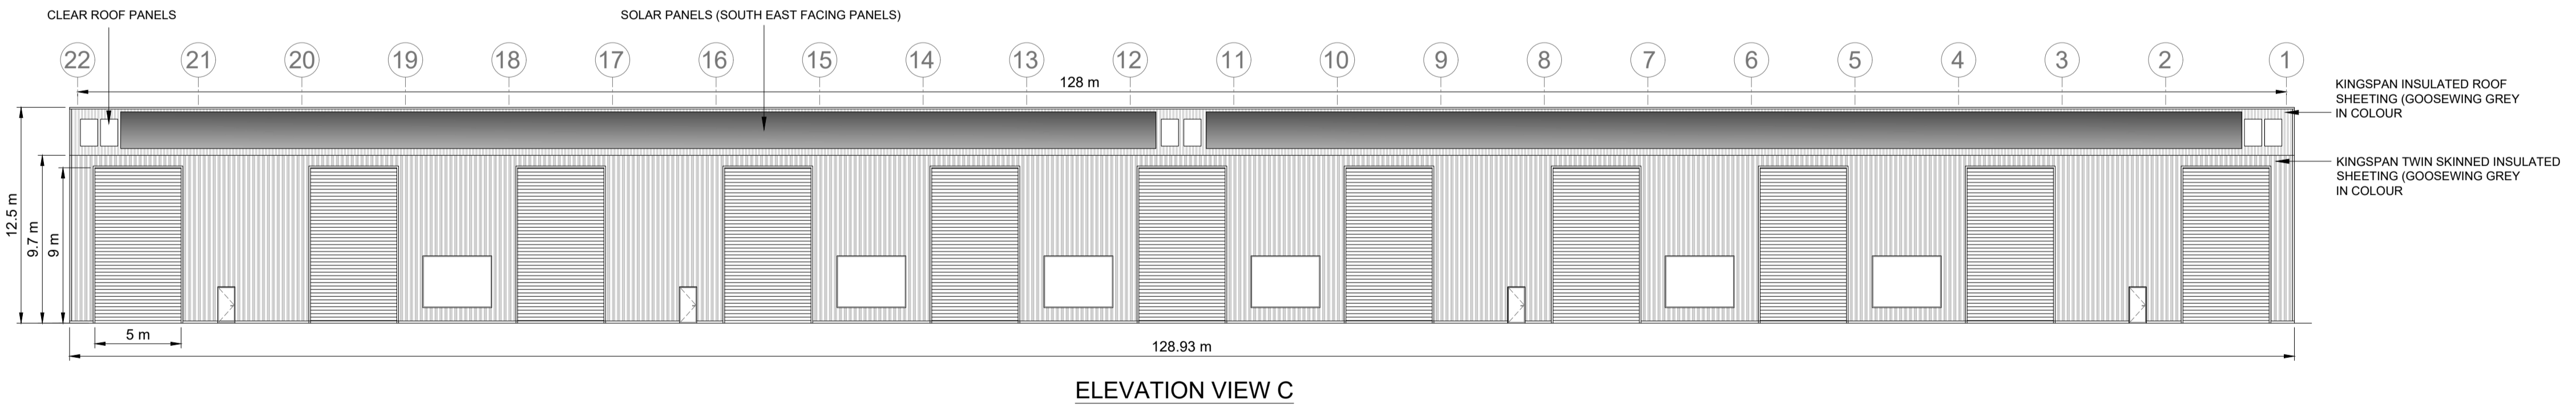 CLEAR ROOF PANELS
SOLAR PANELS (SOUTH EAST FACING PANELS)
22 21 20 19 18 17 16 15 14 13 12 11 10 9 8 7 6 5 4 3 2 1
128 m
KINGSPAN INSULATED ROOF
SHEETING (GOOSEWING GREY
IN COLOUR
KINGSPAN TWIN SKINNED INSULATED
SHEETING (GOOSEWING GREY
IN COLOUR
12.5 m
9.7 m
9 m
5 m
128.93 m
ELEVATION VIEW C